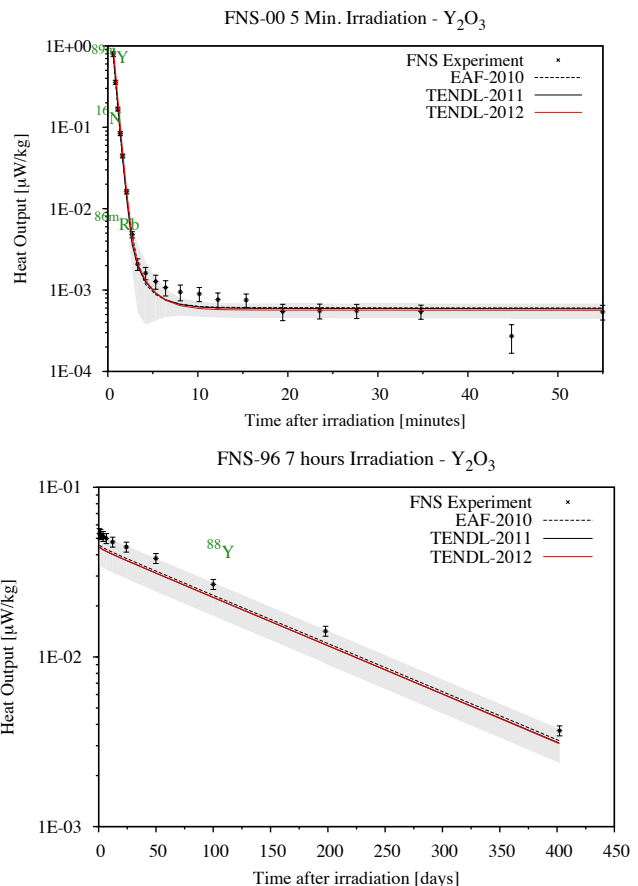 FNS-00 5 Min. Irradiation - Y₂O₃
1E+00
1E-01
1E-02
1E-03
1E-04
Heat Output [µW/kg]
FNS Experiment
EAF-2010
TENDL-2011
TENDL-2012
⁸⁹ᵐY
¹⁶N
⁸⁶ᵐRb
0 10 20 30 40 50
Time after irradiation [minutes]
FNS-96 7 hours Irradiation - Y₂O₃
1E-01
1E-02
1E-03
Heat Output [µW/kg]
FNS Experiment
EAF-2010
TENDL-2011
TENDL-2012
⁸⁸Y
0 50 100 150 200 250 300 350 400 450
Time after irradiation [days]